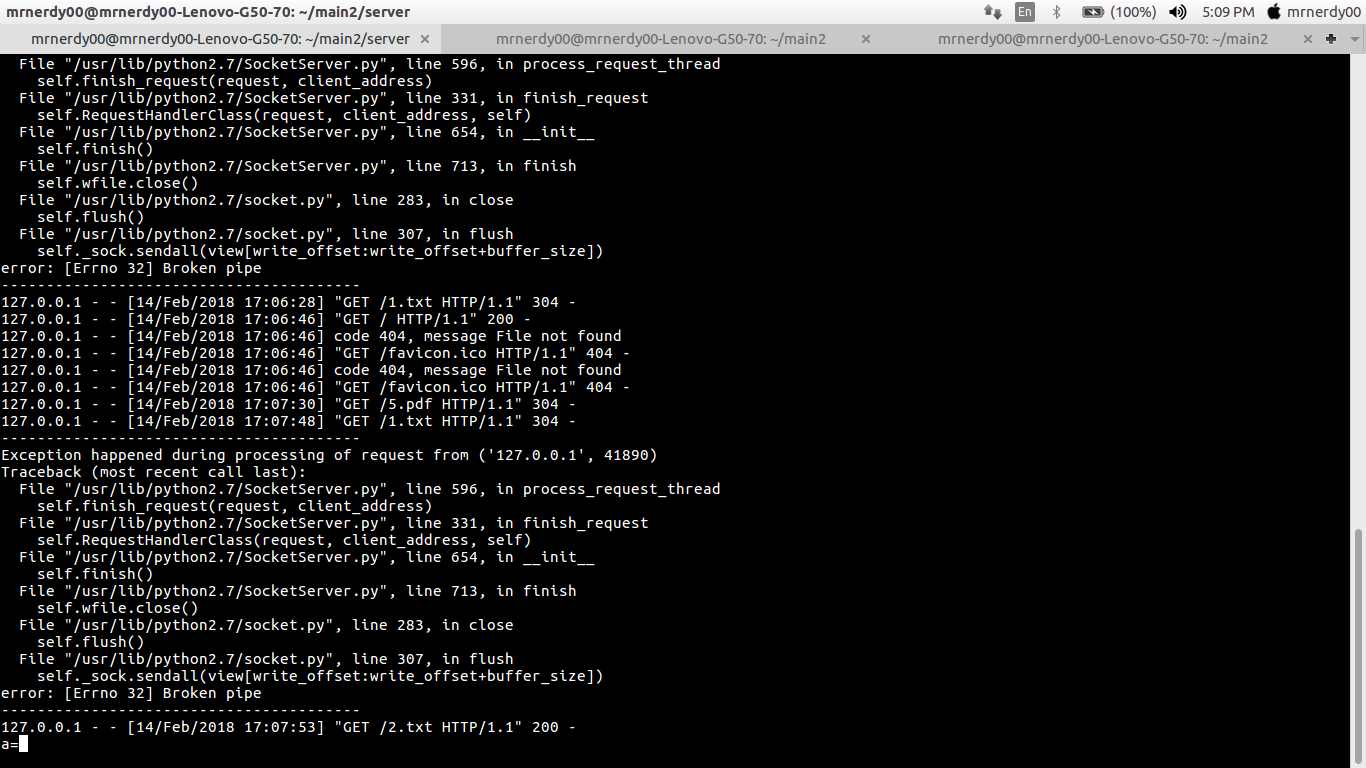 mrnerdy00@mrnerdy00-Lenovo-G50-70: ~/main2/server
En
(100%)
5:09 PM
mrnerdy00
mrnerdy00@mrnerdy00-Lenovo-G50-70: ~/main2/server ×
mrnerdy00@mrnerdy00-Lenovo-G50-70: ~/main2 ×
mrnerdy00@mrnerdy00-Lenovo-G50-70: ~/main2 ×
  File "/usr/lib/python2.7/SocketServer.py", line 596, in process_request_thread
    self.finish_request(request, client_address)
  File "/usr/lib/python2.7/SocketServer.py", line 331, in finish_request
    self.RequestHandlerClass(request, client_address, self)
  File "/usr/lib/python2.7/SocketServer.py", line 654, in __init__
    self.finish()
  File "/usr/lib/python2.7/SocketServer.py", line 713, in finish
    self.wfile.close()
  File "/usr/lib/python2.7/socket.py", line 283, in close
    self.flush()
  File "/usr/lib/python2.7/socket.py", line 307, in flush
    self._sock.sendall(view[write_offset:write_offset+buffer_size])
error: [Errno 32] Broken pipe
----------------------------------------
127.0.0.1 - - [14/Feb/2018 17:06:28] "GET /1.txt HTTP/1.1" 304 -
127.0.0.1 - - [14/Feb/2018 17:06:46] "GET / HTTP/1.1" 200 -
127.0.0.1 - - [14/Feb/2018 17:06:46] code 404, message File not found
127.0.0.1 - - [14/Feb/2018 17:06:46] "GET /favicon.ico HTTP/1.1" 404 -
127.0.0.1 - - [14/Feb/2018 17:06:46] code 404, message File not found
127.0.0.1 - - [14/Feb/2018 17:06:46] "GET /favicon.ico HTTP/1.1" 404 -
127.0.0.1 - - [14/Feb/2018 17:07:30] "GET /5.pdf HTTP/1.1" 304 -
127.0.0.1 - - [14/Feb/2018 17:07:48] "GET /1.txt HTTP/1.1" 304 -
----------------------------------------
Exception happened during processing of request from ('127.0.0.1', 41890)
Traceback (most recent call last):
  File "/usr/lib/python2.7/SocketServer.py", line 596, in process_request_thread
    self.finish_request(request, client_address)
  File "/usr/lib/python2.7/SocketServer.py", line 331, in finish_request
    self.RequestHandlerClass(request, client_address, self)
  File "/usr/lib/python2.7/SocketServer.py", line 654, in __init__
    self.finish()
  File "/usr/lib/python2.7/SocketServer.py", line 713, in finish
    self.wfile.close()
  File "/usr/lib/python2.7/socket.py", line 283, in close
    self.flush()
  File "/usr/lib/python2.7/socket.py", line 307, in flush
    self._sock.sendall(view[write_offset:write_offset+buffer_size])
error: [Errno 32] Broken pipe
----------------------------------------
127.0.0.1 - - [14/Feb/2018 17:07:53] "GET /2.txt HTTP/1.1" 200 -
a=